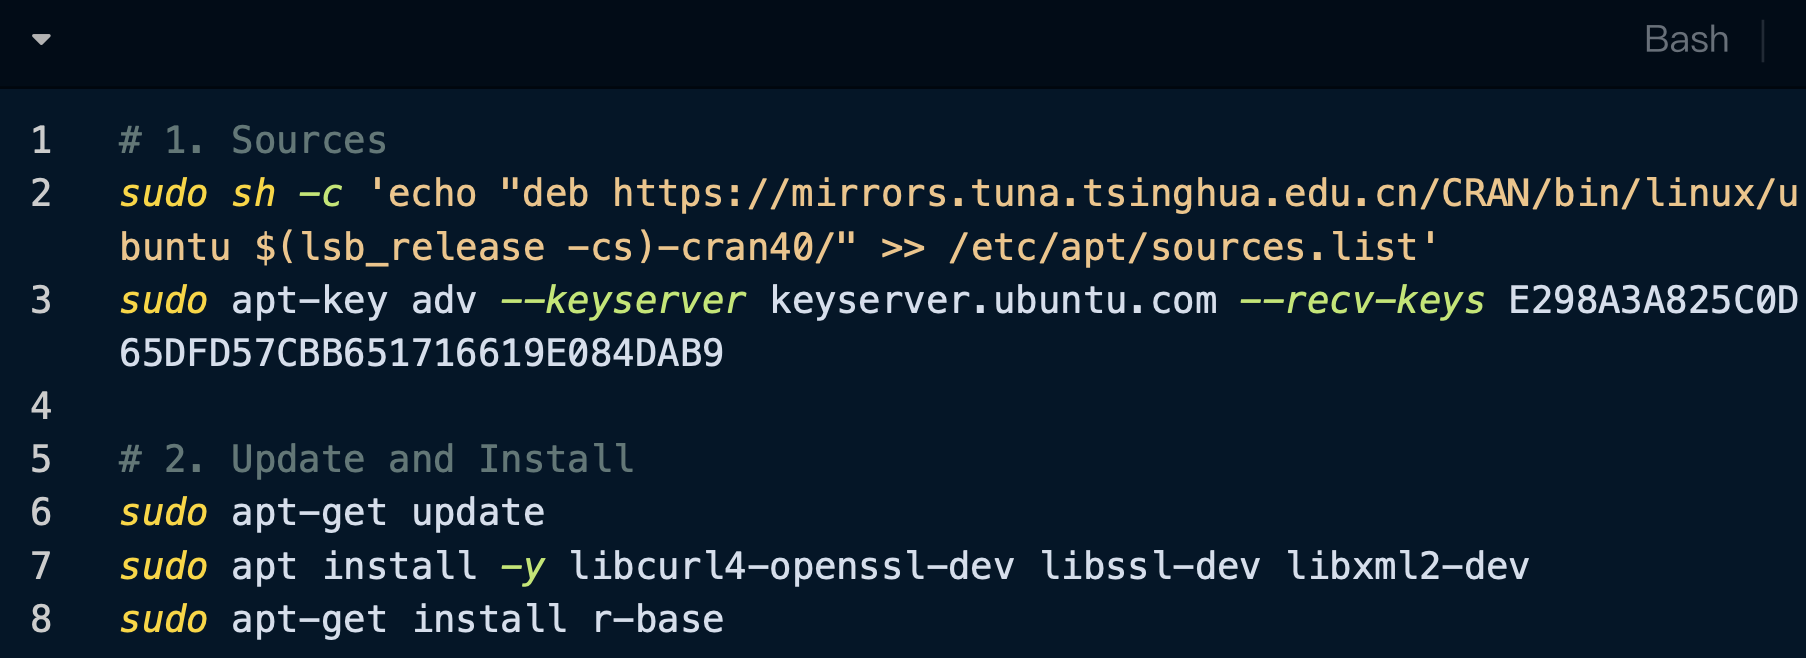 Bash
1 # 1. Sources
2 sudo sh -c 'echo "deb https://mirrors.tuna.tsinghua.edu.cn/CRAN/bin/linux/u
buntu $(lsb_release -cs)-cran40/" >> /etc/apt/sources.list'
3 sudo apt-key adv --keyserver keyserver.ubuntu.com --recv-keys E298A3A825C0D
65DFD57CBB651716619E084DAB9
4
5 # 2. Update and Install
6 sudo apt-get update
7 sudo apt install -y libcurl4-openssl-dev libssl-dev libxml2-dev
8 sudo apt-get install r-base